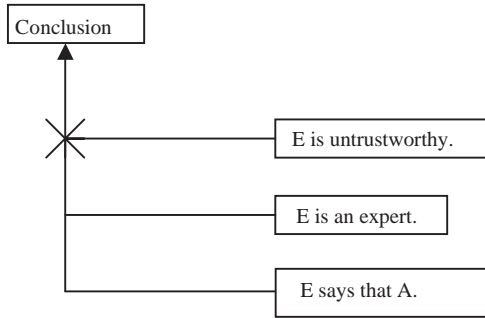 Conclusion
E is untrustworthy.
E is an expert.
E says that A.